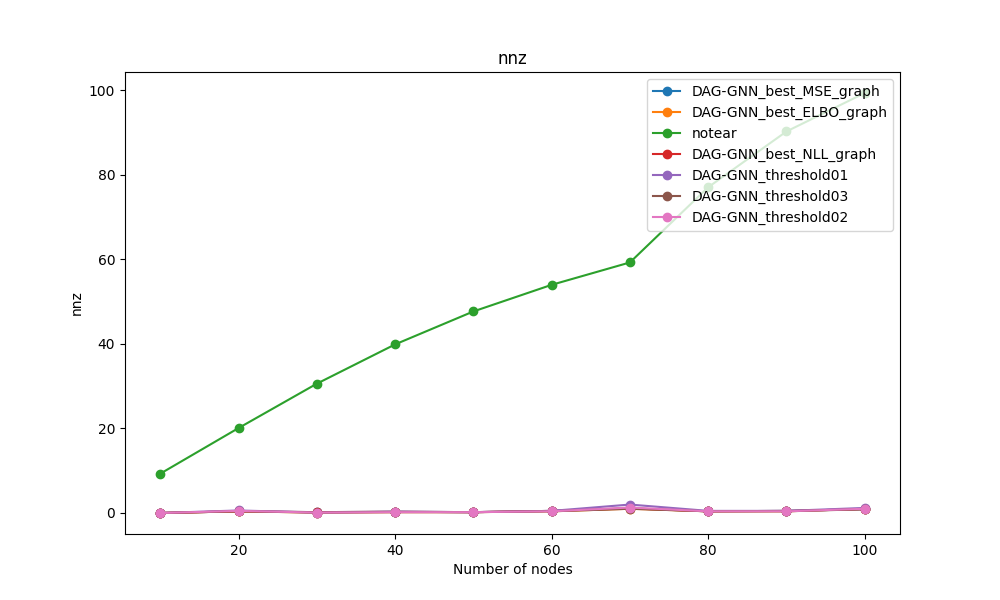 nnz
DAG-GNN_best_MSE_graph
DAG-GNN_best_ELBO_graph
notear
DAG-GNN_best_NLL_graph
DAG-GNN_threshold01
DAG-GNN_threshold03
DAG-GNN_threshold02
100
80
60
40
20
0
nnz
20 40 60 80 100
Number of nodes